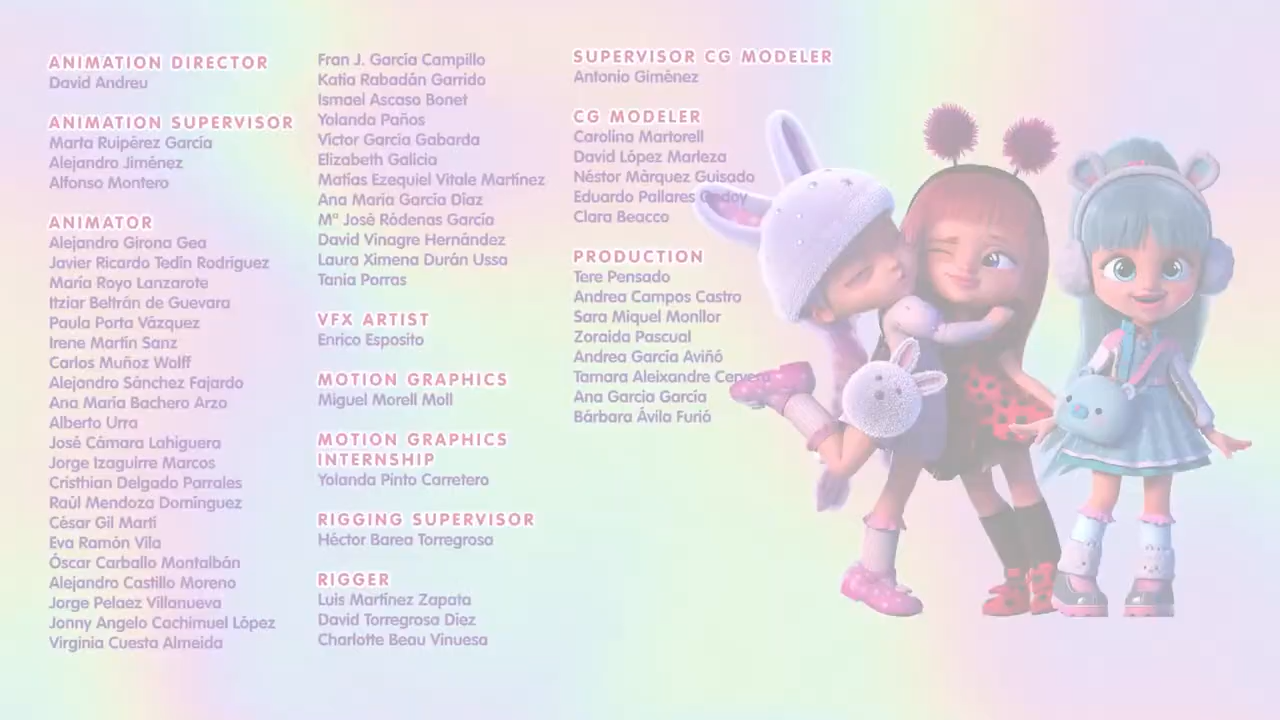 ANIMATION DIRECTOR
David Andreu
ANIMATION SUPERVISOR
Marta Ruipérez García
Alejandro Jiménez
Alfonso Montero
ANIMATOR
Alejandro Girona Gea
Javier Ricardo Tedín Rodríguez
María Royo Lanzarote
Itziar Beltrán de Guevara
Paula Porta Vázquez
Irene Martín Sanz
Carlos Muñoz Wolff
Alejandro Sánchez Fajardo
Ana María Bachero Arzo
Alberto Urra
José Cámara Lahiguera
Jorge Izaguirre Marcos
Cristhian Delgado Parrales
Raúl Mendoza Domínguez
César Gil Martí
Eva Ramón Vila
Óscar Carballo Montalbán
Alejandro Castillo Moreno
Jorge Pelaez Villanueva
Jonny Angelo Cachimuel López
Virginia Cuesta Almeida
Fran J. García Campillo
Katia Rabadán Garrido
Ismael Ascaso Bonet
Yolanda Paños
Víctor García Gabarda
Elizabeth Galicia
Matías Ezequiel Vitale Martínez
Ana María García Díaz
Mª José Ródenas García
David Vinagre Hernández
Laura Ximena Durán Ussa
Tania Porras
VFX ARTIST
Enrico Esposito
MOTION GRAPHICS
Miguel Morell Moll
MOTION GRAPHICS
INTERNSHIP
Yolanda Pinto Carretero
RIGGING SUPERVISOR
Héctor Barea Torregrosa
RIGGER
Luis Martínez Zapata
David Torregrosa Diez
Charlotte Beau Vinuesa
SUPERVISOR CG MODELER
Antonio Giménez
CG MODELER
Carolina Martorell
David López Marleza
Néstor Márquez Guisado
Eduardo Pallares Godoy
Clara Beacco
PRODUCTION
Tere Pensado
Andrea Campos Castro
Sara Miquel Monllor
Zoraida Pascual
Andrea García Aviñó
Tamara Aleixandre Cervera
Ana Garcia García
Bárbara Ávila Furió